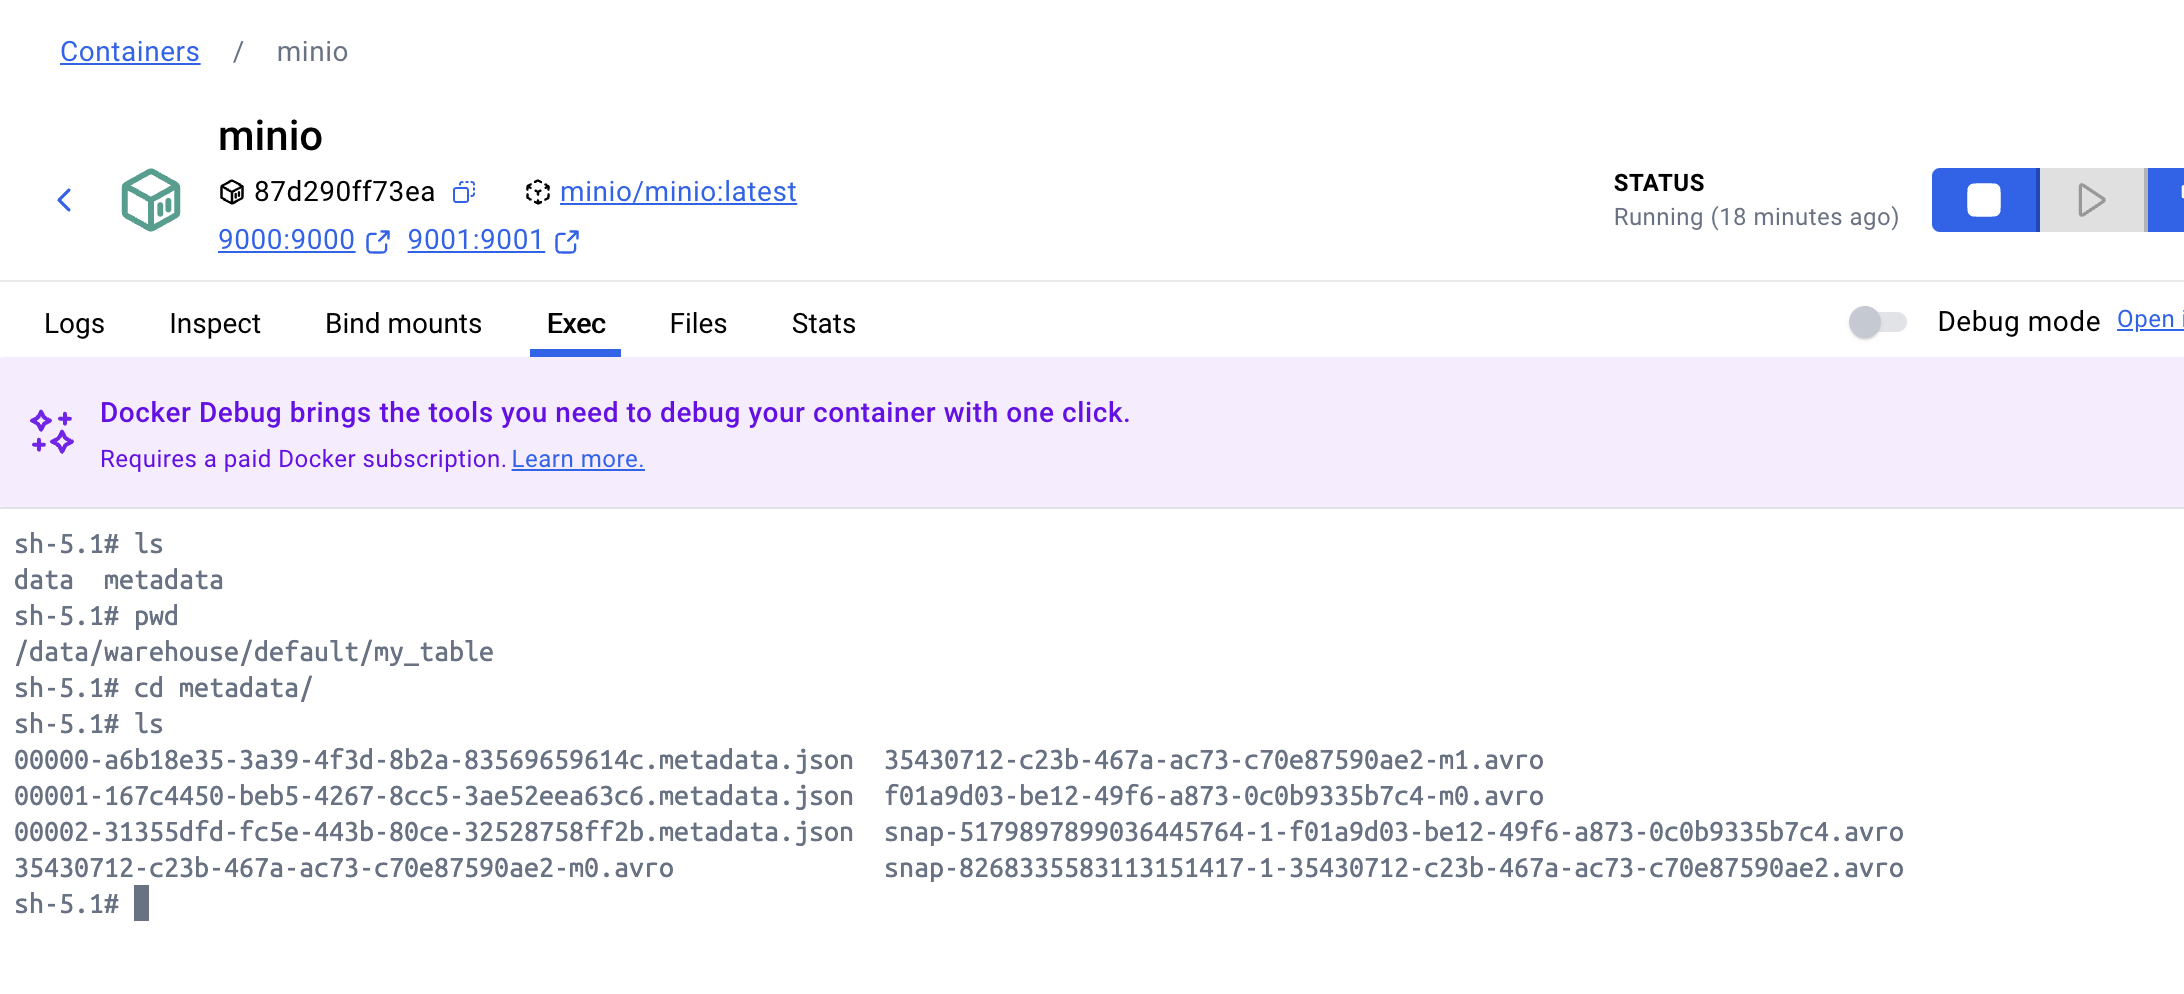 Containers / minio
minio
87d290ff73ea minio/minio:latest
9000:9000 9001:9001
STATUS
Running (18 minutes ago)
Logs Inspect Bind mounts Exec Files Stats Debug mode Open
Docker Debug brings the tools you need to debug your container with one click.
Requires a paid Docker subscription. Learn more.
sh-5.1# ls
data  metadata
sh-5.1# pwd
/data/warehouse/default/my_table
sh-5.1# cd metadata/
sh-5.1# ls
00000-a6b18e35-3a39-4f3d-8b2a-83569659614c.metadata.json  35430712-c23b-467a-ac73-c70e87590ae2-m1.avro
00001-167c4450-beb5-4267-8cc5-3ae52eea63c6.metadata.json  f01a9d03-be12-49f6-a873-0c0b9335b7c4-m0.avro
00002-31355dfd-fc5e-443b-80ce-32528758ff2b.metadata.json  snap-5179897899036445764-1-f01a9d03-be12-49f6-a873-0c0b9335b7c4.avro
35430712-c23b-467a-ac73-c70e87590ae2-m0.avro  snap-8268335583113151417-1-35430712-c23b-467a-ac73-c70e87590ae2.avro
sh-5.1#